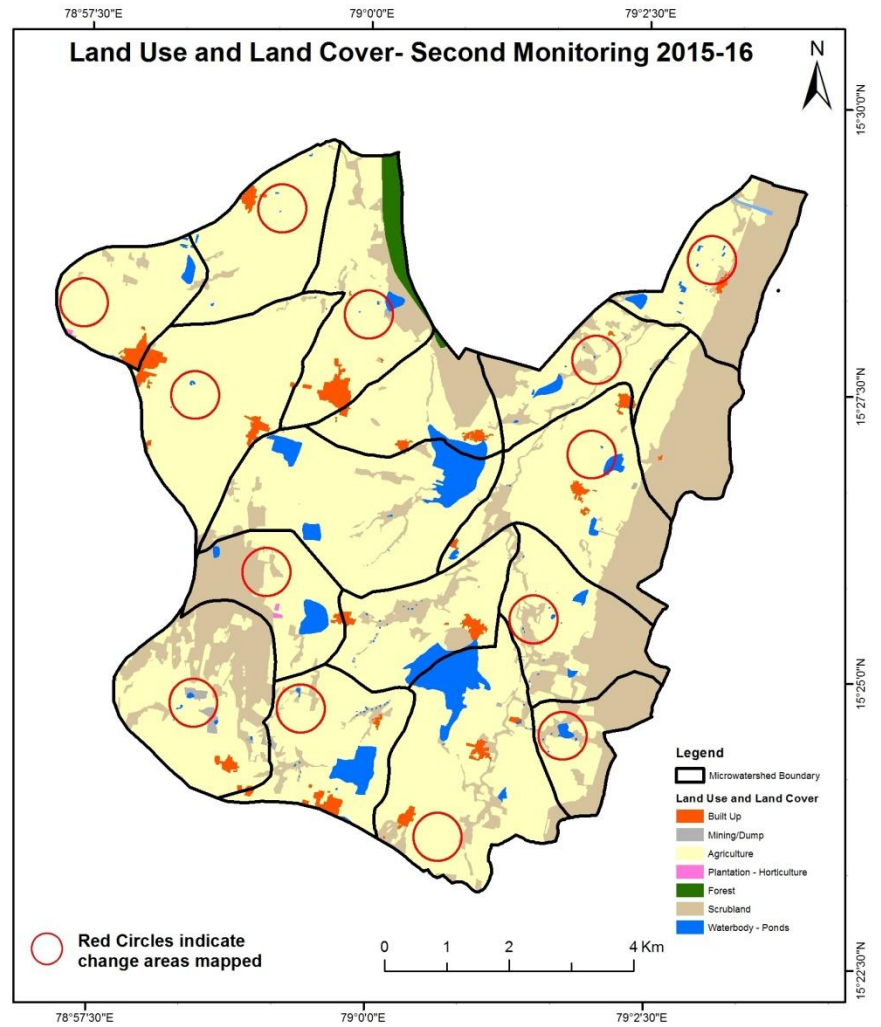 78°57'30"E 79°0'0"E 79°2'30"E
Land Use and Land Cover- Second Monitoring 2015-16
N
15°30'0"N
15°27'30"N
15°25'0"N
Legend
Microwatershed Boundary
Land Use and Land Cover
Built Up
Mining/Dump
Agriculture
Plantation - Horticulture
Forest
Scrubland
Waterbody - Ponds
Red Circles indicate
change areas mapped
0 1 2 4 Km
15°22'30"N
78°57'30"E 79°0'0"E 79°2'30"E